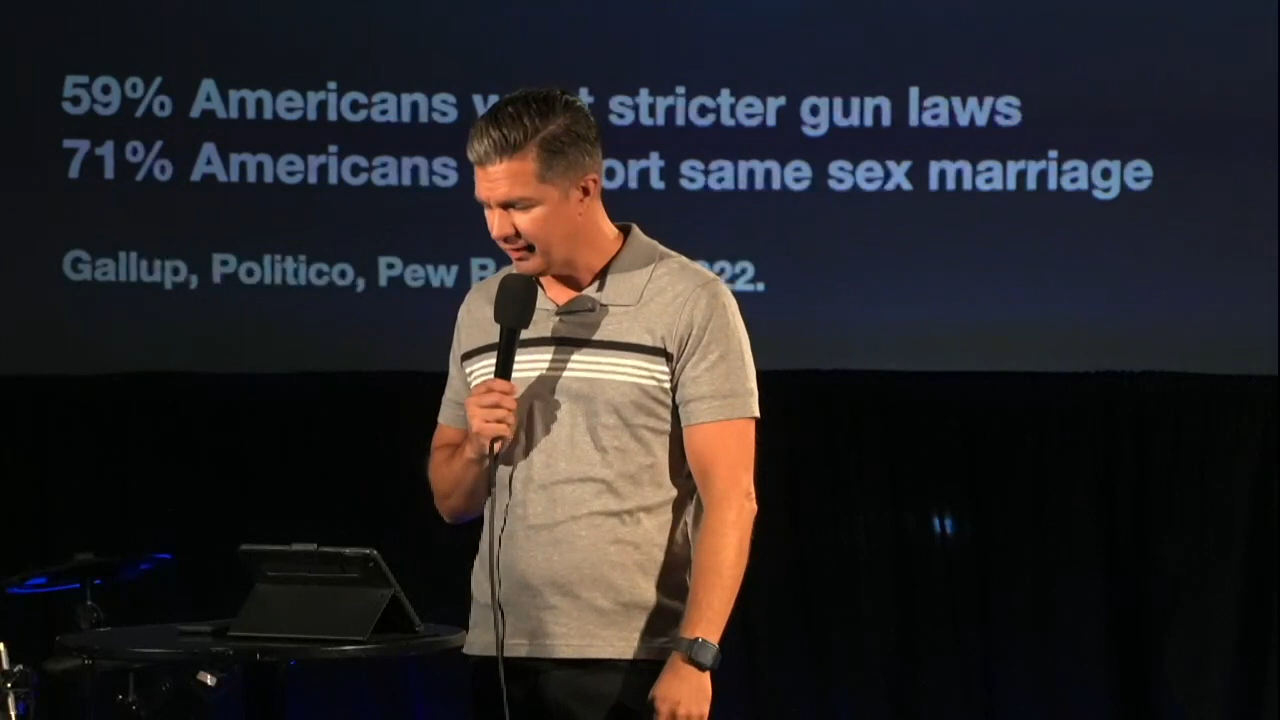 59% Americans stricter gun laws
71% Americans same sex marriage
Gallup, Politico, Pew